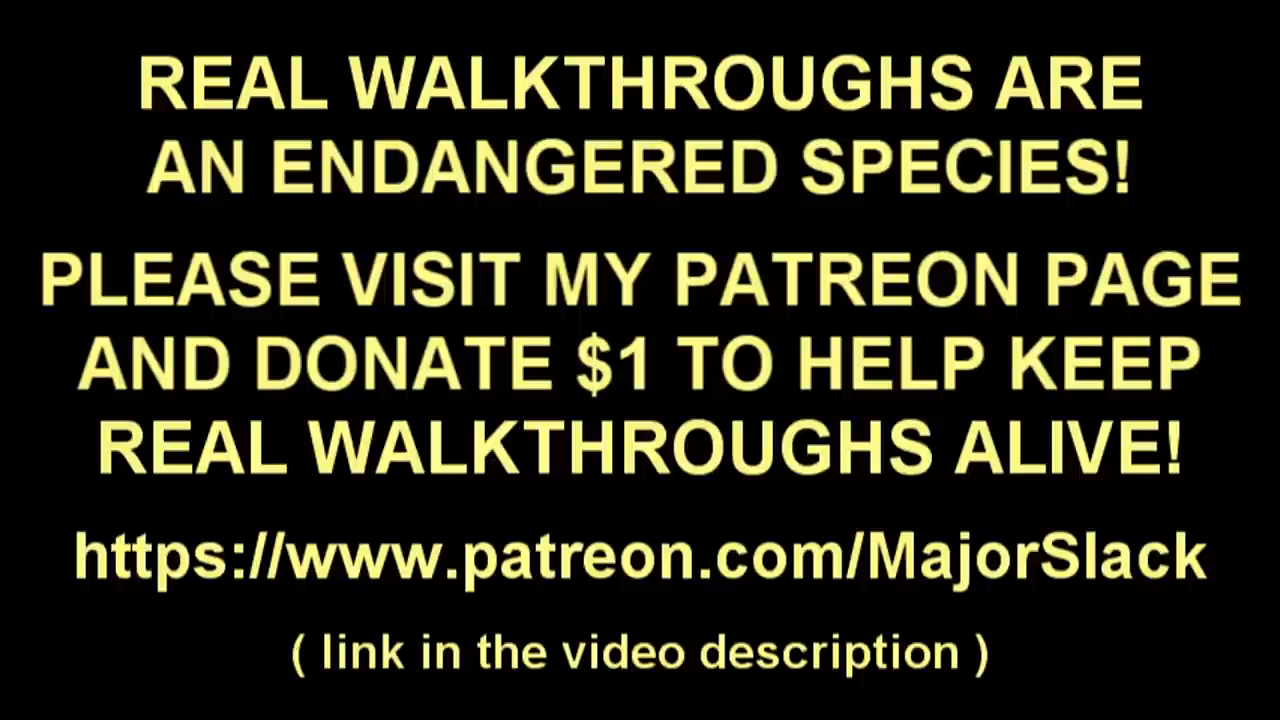 REAL WALKTHROUGHS ARE
AN ENDANGERED SPECIES!
PLEASE VISIT MY PATREON PAGE
AND DONATE $1 TO HELP KEEP
REAL WALKTHROUGHS ALIVE!
https://www.patreon.com/MajorSlack
( link in the video description )